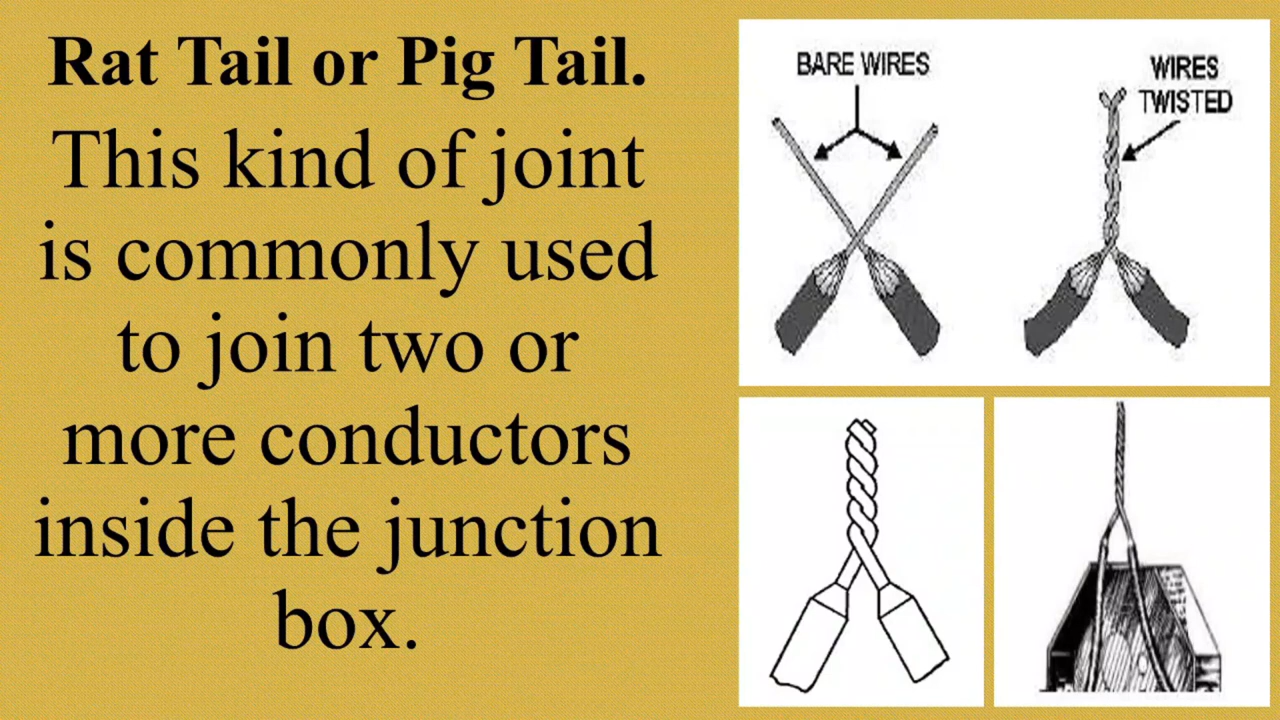 Rat Tail or Pig Tail.
This kind of joint
is commonly used
to join two or
more conductors
inside the junction
box.
BARE WIRES
WIRES
TWISTED